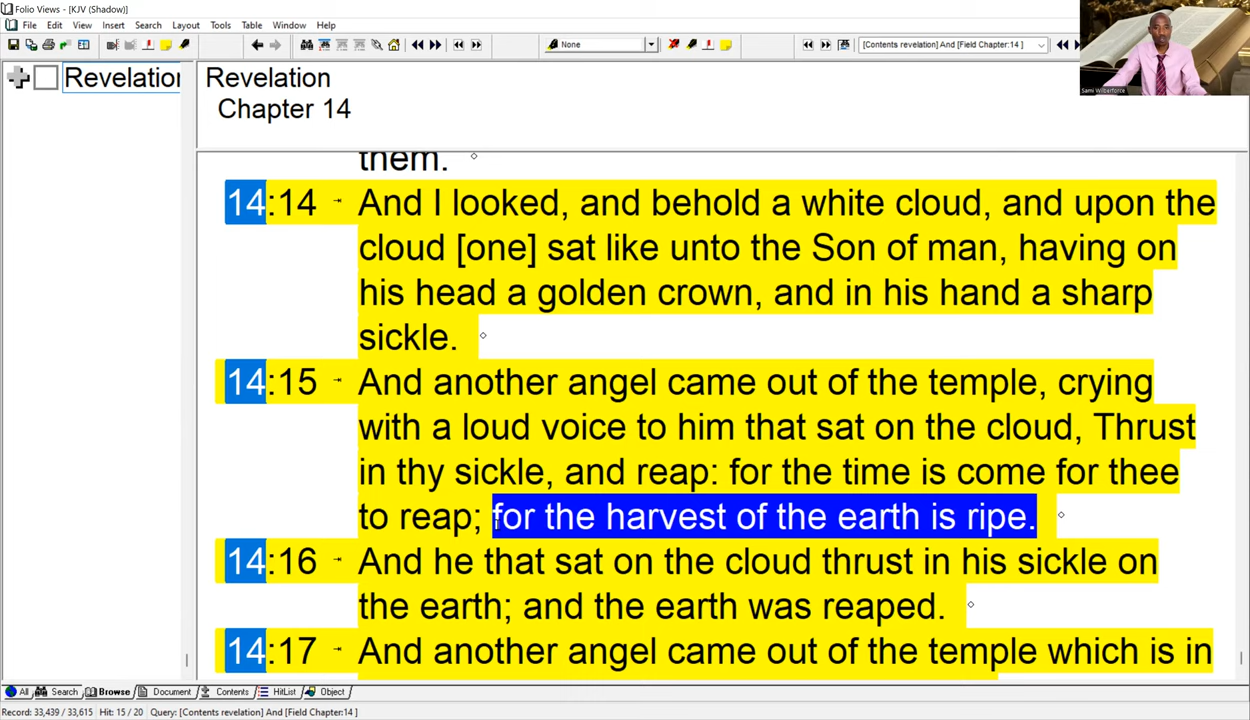 Folio Views - [KJV (Shadow)]
File Edit View Insert Search Layout Tools Table Window Help
None
[Contents revelation] And [Field Chapter:14 ]
Sami Wilberforce
Revelation
Revelation
Chapter 14
them.
14:14 And I looked, and behold a white cloud, and upon the
cloud [one] sat like unto the Son of man, having on
his head a golden crown, and in his hand a sharp
sickle.
14:15 And another angel came out of the temple, crying
with a loud voice to him that sat on the cloud, Thrust
in thy sickle, and reap: for the time is come for thee
to reap; for the harvest of the earth is ripe.
14:16 And he that sat on the cloud thrust in his sickle on
the earth; and the earth was reaped.
14:17 And another angel came out of the temple which is in
All Search Browse Document Contents HitList Object
Record: 33,439 / 33,615 Hit: 15 / 20 Query: [Contents revelation] And [Field Chapter:14 ]